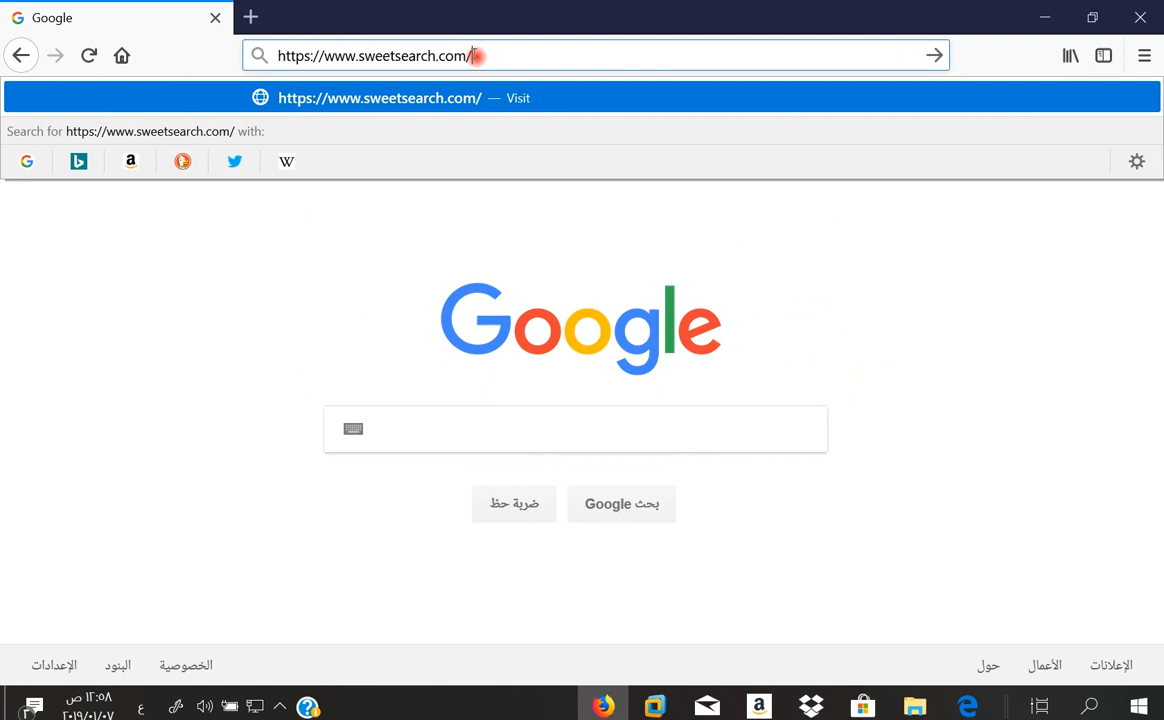 Google
https://www.sweetsearch.com/
https://www.sweetsearch.com/ — Visit
Search for https://www.sweetsearch.com/ with:
Google
بحث Google
ضربة حظ
الإعلانات
الأعمال
حول
الخصوصية
البنود
الإعدادات
١٢:٥٨ ص
٢٠١٩/٠١/٠٧
ع